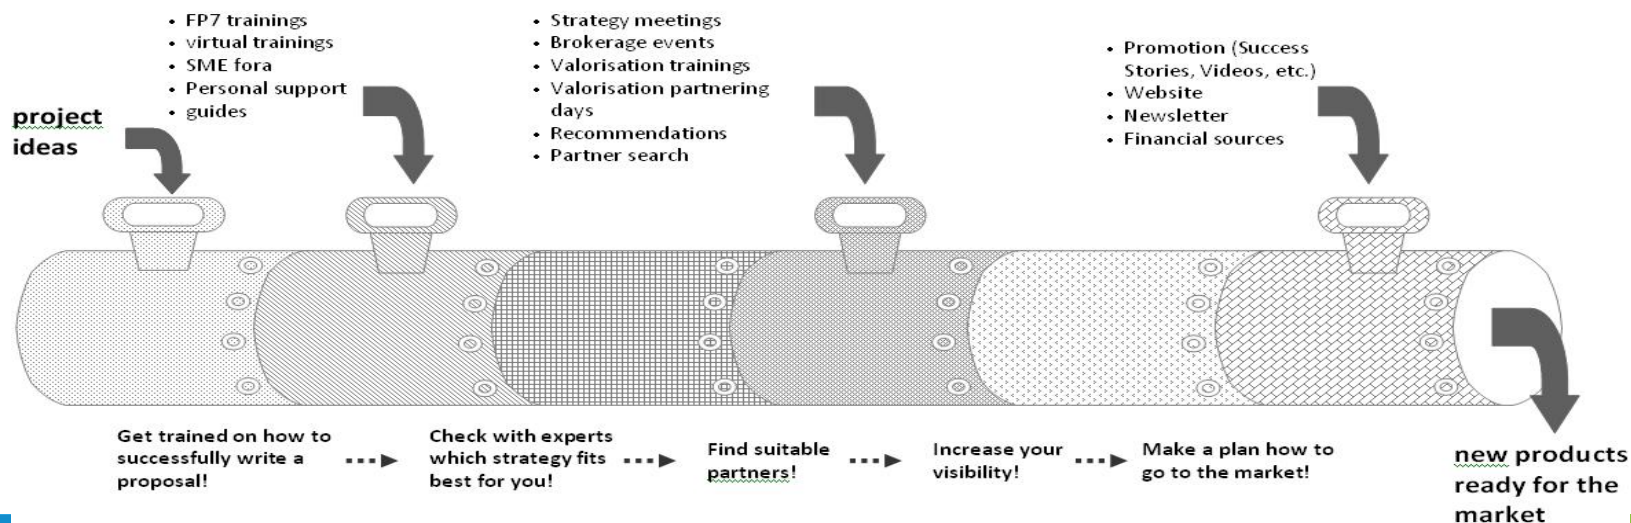 project
ideas
• FP7 trainings
• virtual trainings
• SME fora
• Personal support
• guides
• Strategy meetings
• Brokerage events
• Valorisation trainings
• Valorisation partnering
days
• Recommendations
• Partner search
• Promotion (Success
Stories, Videos, etc.)
• Website
• Newsletter
• Financial sources
Get trained on how to
successfully write a
proposal!
Check with experts
which strategy fits
best for you!
Find suitable
partners!
Increase your
visibility!
Make a plan how to
go to the market!
new products
ready for the
market